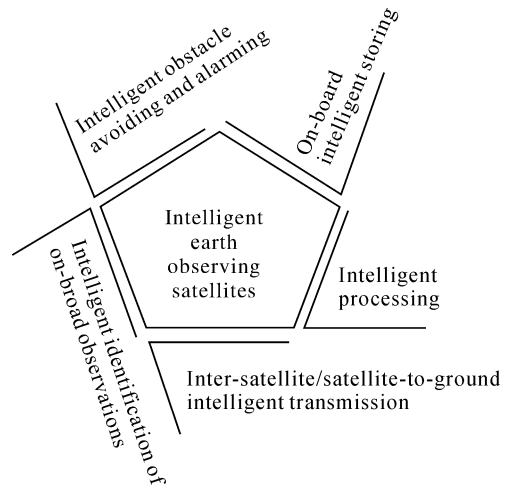 Intelligent obstacle
avoiding and alarming
On-board
intelligent storing
Intelligent
earth
observing
satellites
Intelligent
processing
Intelligent identification of
on-broad observations
Inter-satellite/satellite-to-ground
intelligent transmission